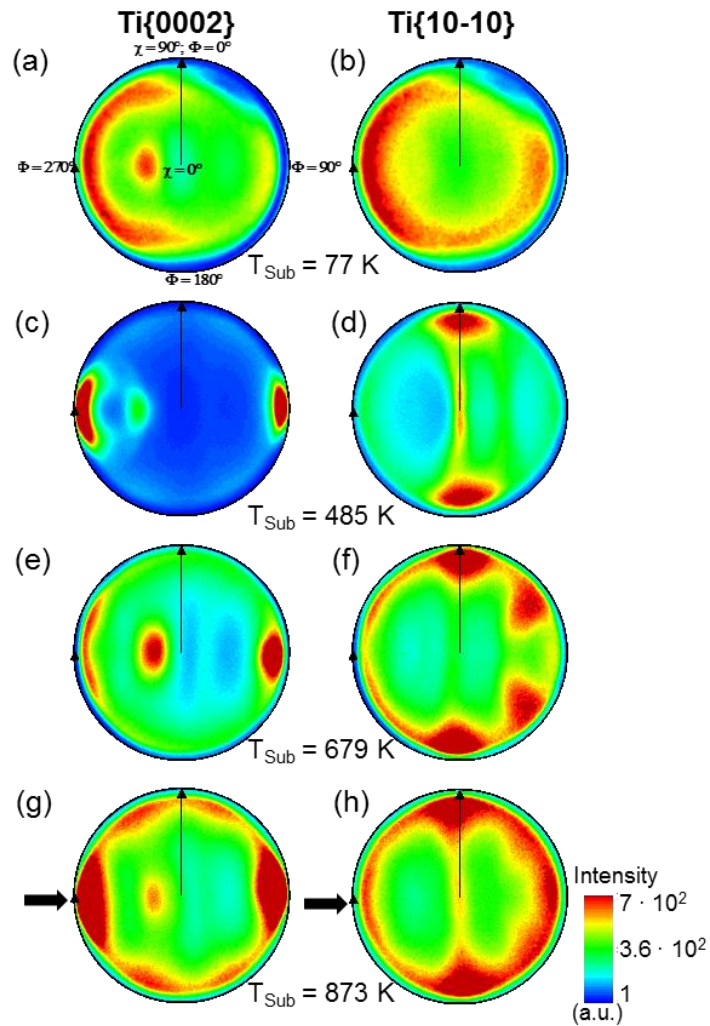 Ti{0002} Ti{10-10}
χ=90°; Φ=0°
(a) (b)
Φ=270° χ=0° Φ=90°
T_Sub = 77 K
Φ=180°
(c) (d)
T_Sub = 485 K
(e) (f)
T_Sub = 679 K
(g) (h)
Intensity
7 · 10²
3.6 · 10²
1
(a.u.)
T_Sub = 873 K